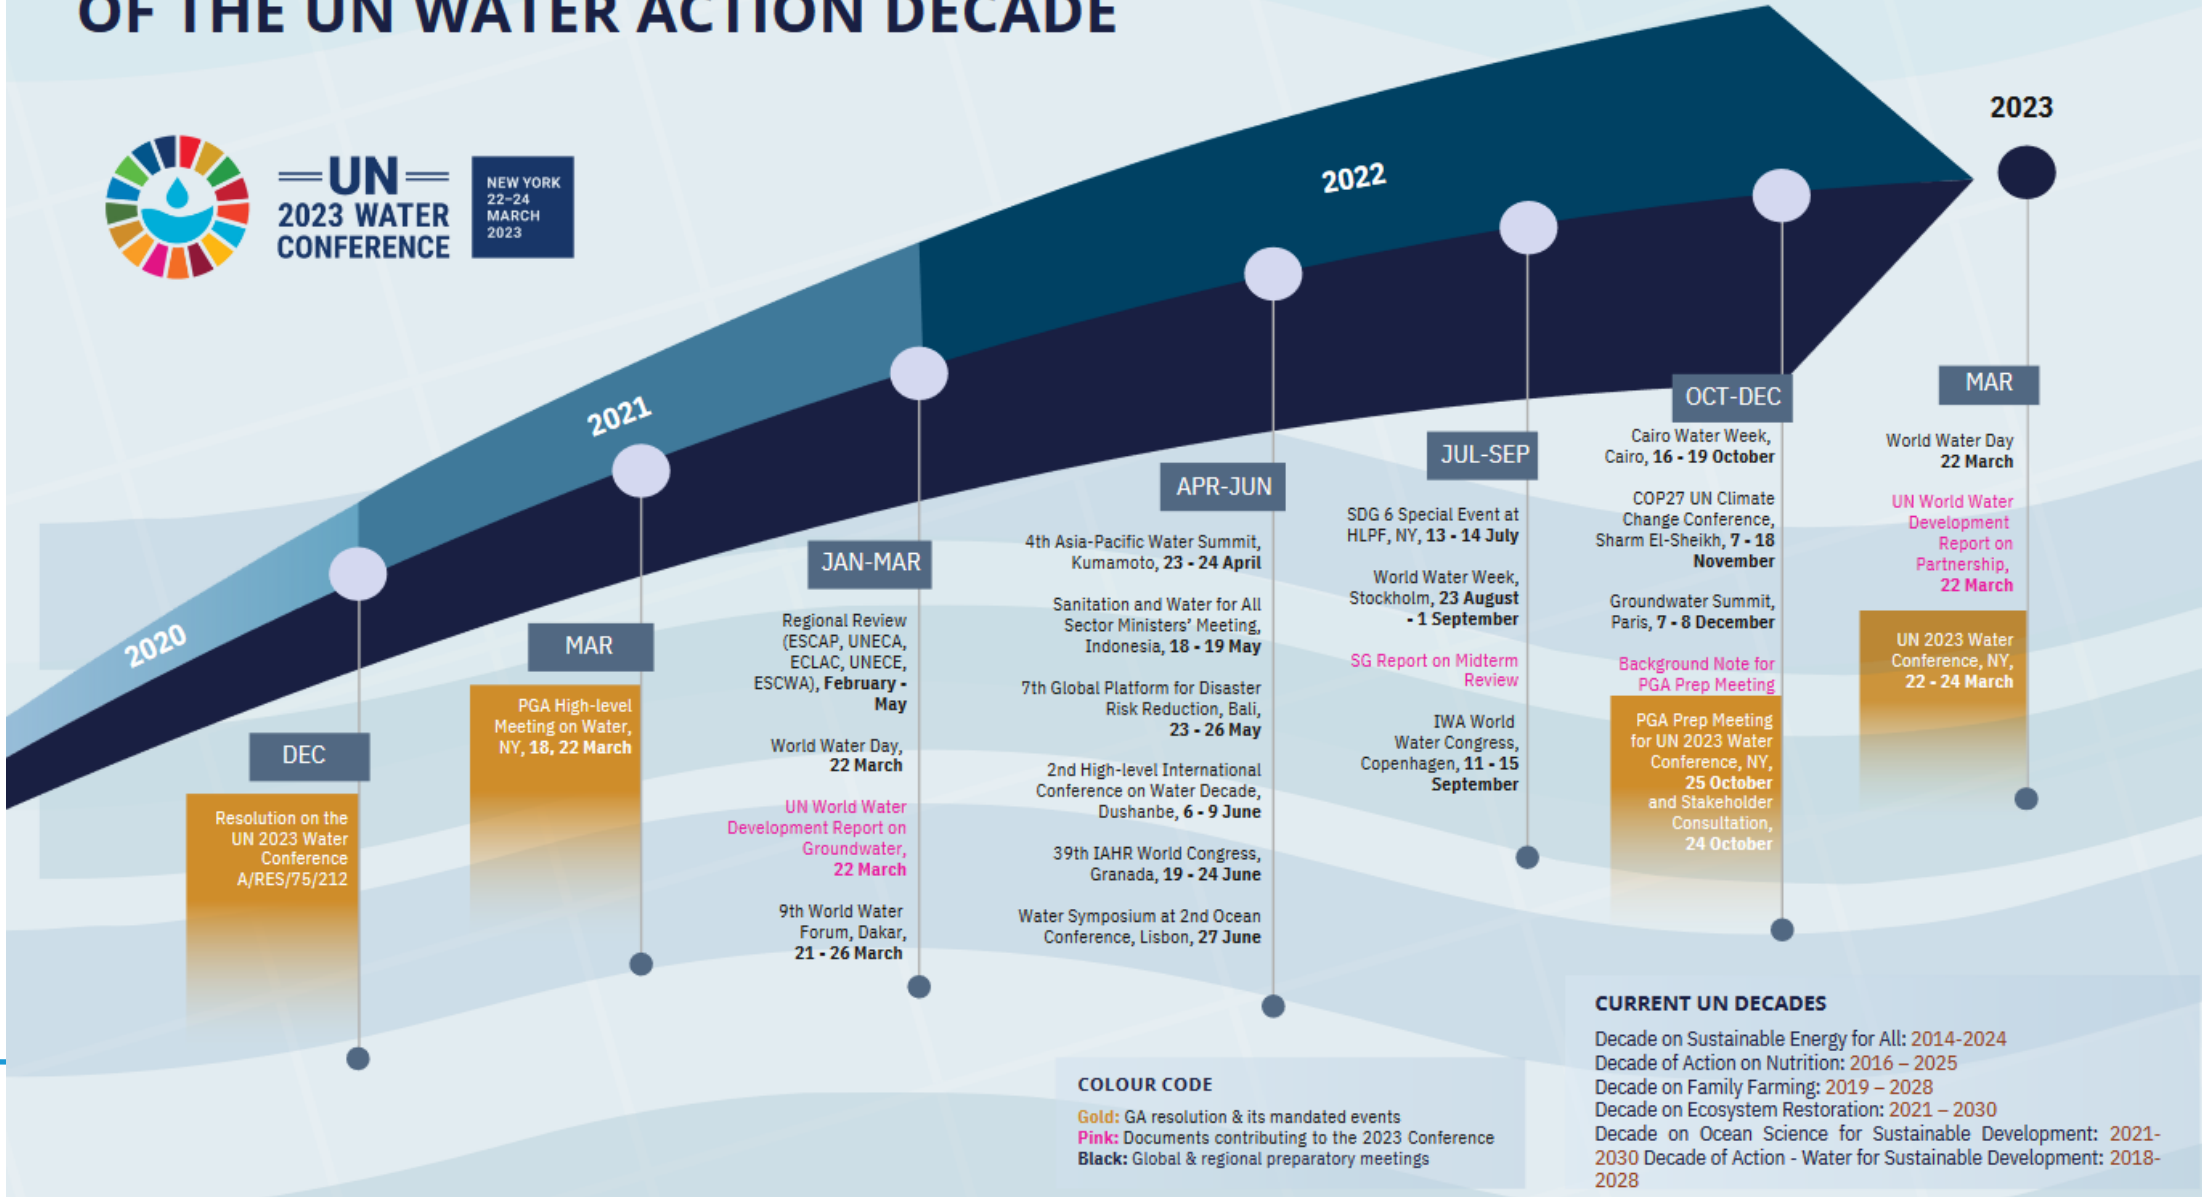 OF THE UN WATER ACTION DECADE
UN
2023 WATER
CONFERENCE
NEW YORK
22–24
MARCH
2023
2020
2021
2022
2023
DEC
Resolution on the
UN 2023 Water
Conference
A/RES/75/212
MAR
PGA High-level
Meeting on Water,
NY, 18, 22 March
JAN-MAR
Regional Review
(ESCAP, UNECA,
ECLAC, UNECE,
ESCWA), February -
May
World Water Day,
22 March
UN World Water
Development Report on
Groundwater,
22 March
9th World Water
Forum, Dakar,
21 - 26 March
APR-JUN
4th Asia-Pacific Water Summit,
Kumamoto, 23 - 24 April
Sanitation and Water for All
Sector Ministers' Meeting,
Indonesia, 18 - 19 May
7th Global Platform for Disaster
Risk Reduction, Bali,
23 - 26 May
2nd High-level International
Conference on Water Decade,
Dushanbe, 6 - 9 June
39th IAHR World Congress,
Granada, 19 - 24 June
Water Symposium at 2nd Ocean
Conference, Lisbon, 27 June
JUL-SEP
SDG 6 Special Event at
HLPF, NY, 13 - 14 July
World Water Week,
Stockholm, 23 August
- 1 September
SG Report on Midterm
Review
IWA World
Water Congress,
Copenhagen, 11 - 15
September
OCT-DEC
Cairo Water Week,
Cairo, 16 - 19 October
COP27 UN Climate
Change Conference,
Sharm El-Sheikh, 7 - 18
November
Groundwater Summit,
Paris, 7 - 8 December
Background Note for
PGA Prep Meeting
PGA Prep Meeting
for UN 2023 Water
Conference, NY,
25 October
and Stakeholder
Consultation,
24 October
MAR
World Water Day
22 March
UN World Water
Development
Report on
Partnership,
22 March
UN 2023 Water
Conference, NY,
22 - 24 March
COLOUR CODE
Gold: GA resolution & its mandated events
Pink: Documents contributing to the 2023 Conference
Black: Global & regional preparatory meetings
CURRENT UN DECADES
Decade on Sustainable Energy for All: 2014-2024
Decade of Action on Nutrition: 2016 – 2025
Decade on Family Farming: 2019 – 2028
Decade on Ecosystem Restoration: 2021 – 2030
Decade on Ocean Science for Sustainable Development: 2021-
2030 Decade of Action - Water for Sustainable Development: 2018-
2028